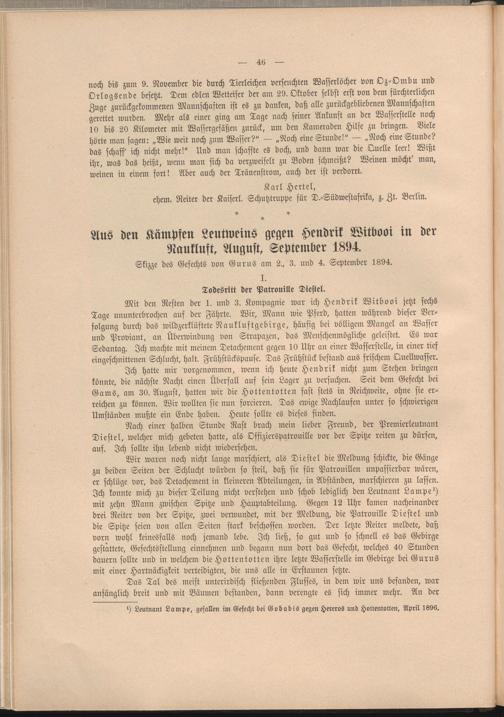 — 46 —
noch bis zum 9. November die durch Tierleichen verseuchten Wasserlöcher von Oz-Ombu und
Orlogsende besetzt. Dem edlen Wetteifer der am 29. Oktober selbst erst von dem fürchterlichen
Zuge zurückgekommenen Mannschaften ist es zu danken, daß alle zurückgebliebenen Mannschaften
gerettet wurden. Mehr als einer ging am Tage nach seiner Ankunft an der Wasserstelle noch
10 bis 20 Kilometer mit Wassergefäßen zurück, um den Kameraden Hilfe zu bringen. Viele
hörte man sagen: „Wie weit noch zum Wasser?“ — „Noch eine Stunde!“ — „Noch eine Stunde?
das schaff' ich nicht mehr!“ Und man schaffte es doch, und dann war die Quelle leer! Wißt
ihr, was das heißt, wenn man sich da verzweifelt zu Boden schmeißt? Weinen möcht' man,
weinen in einem fort! Aber auch der Tränenstrom, auch der ist verdorrt.
Karl Hertel,
ehem. Reiter der Kaiserl. Schutztruppe für D.-Südwestafrika, z. Zt. Berlin.
* * *
Aus den Kämpfen Leutweins gegen Hendrik Witbooi in der
Naukluft, August, September 1894.
Skizze des Gefechts von Gurus am 2., 3. und 4. September 1894.
I.
Todesritt der Patrouille Diestel.
Mit den Resten der 1. und 3. Kompagnie war ich Hendrik Witbooi jetzt sechs
Tage ununterbrochen auf der Fährte. Wir, Mann wie Pferd, hatten während dieser Ver-
folgung durch das wildzerklüftete Naukluftgebirge, häufig bei völligem Mangel an Wasser
und Proviant, an Überwindung von Strapazen, das Menschenmögliche geleistet. Es war
Sedantag. Ich machte mit meinem Detachement gegen 10 Uhr an einer Wasserstelle, in einer tief
eingeschnittenen Schlucht, halt. Frühstückspause. Das Frühstück bestand aus frischem Quellwasser.
Ich hatte mir vorgenommen, wenn ich heute Hendrik nicht zum Stehen bringen
könnte, die nächste Nacht einen Überfall auf sein Lager zu versuchen. Seit dem Gefecht bei
Gams, am 30. August, hatten wir die Hottentotten fast stets in Reichweite, ohne sie er-
reichen zu können. Wir wollten sie nun forcieren. Das ewige Nachlaufen unter so schwierigen
Umständen mußte ein Ende haben. Heute sollte es dieses finden.
Nach einer halben Stunde Rast brach mein lieber Freund, der Premierleutnant
Diestel, welcher mich gebeten hatte, als Offizierspatrouille vor der Spitze reiten zu dürfen,
auf. Ich sollte ihn lebend nicht wiedersehen.
Wir waren noch nicht lange marschiert, als Diestel die Meldung schickte, die Gänge
zu beiden Seiten der Schlucht würden so steil, daß sie für Patrouillen unpassierbar wären,
er schlüge vor, das Detachement in kleineren Abteilungen, in Abständen, marschieren zu lassen.
Ich konnte mich zu dieser Teilung nicht verstehen und schob lediglich den Leutnant Lampe¹)
mit zehn Mann zwischen Spitze und Hauptabteilung. Gegen 12 Uhr kamen nacheinander
drei Reiter von der Spitze, zwei verwundet, mit der Meldung, die Patrouille Diestel und
die Spitze seien von allen Seiten stark beschossen worden. Der letzte Reiter meldete, daß
vorn wohl keinesfalls noch jemand lebe. Ich ließ, so gut und so schnell es das Gebirge
gestattete, Gefechtsstellung einnehmen und begann nun dort das Gefecht, welches 40 Stunden
dauern sollte und in welchem die Hottentotten ihre letzte Wasserstelle im Gebirge bei Gurus
mit einer Hartnäckigkeit verteidigten, die uns alle in Erstaunen setzte.
Das Tal des meist unterirdisch fließenden Flusses, in dem wir uns befanden, war
anfänglich breit und mit Bäumen bestanden, dann verengte es sich immer mehr. An der
¹) Leutnant Lampe, gefallen im Gefecht bei Gobabis gegen Hereros und Hottentotten, April 1896.